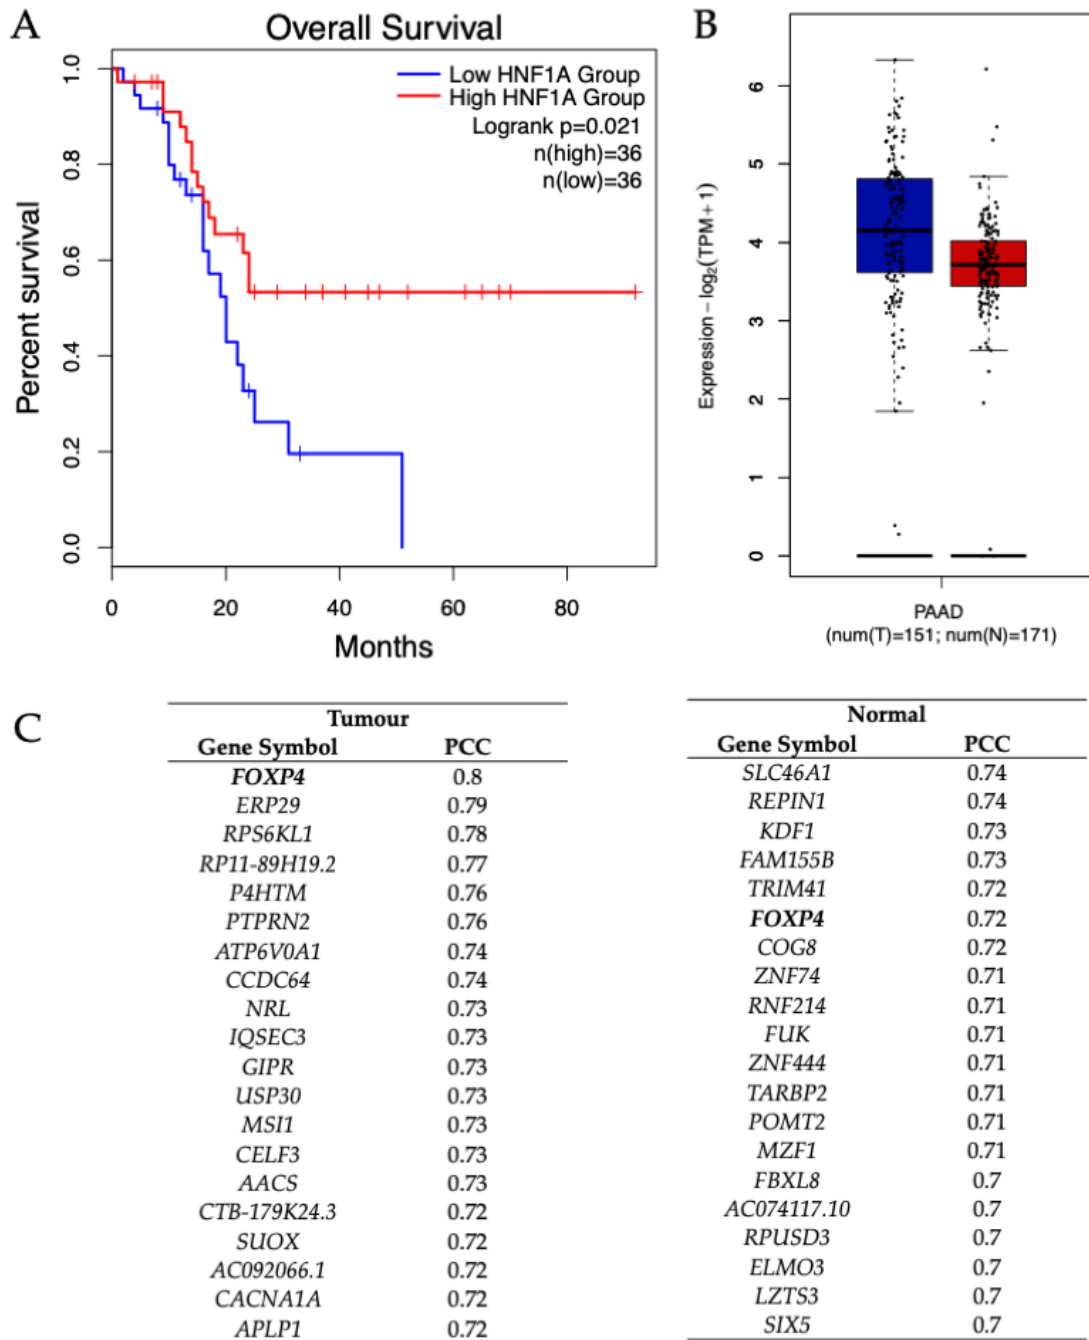 A
Overall Survival
Low HNF1A Group
High HNF1A Group
Logrank p=0.021
n(high)=36
n(low)=36
Percent survival
1.0
0.8
0.6
0.4
0.2
0.0
0 20 40 60 80
Months
B
Expression − log2(TPM + 1)
6
5
4
3
2
1
0
PAAD
(num(T)=151; num(N)=171)
C
Tumour
Gene Symbol PCC
FOXP4 0.8
ERP29 0.79
RPS6KL1 0.78
RP11-89H19.2 0.77
P4HTM 0.76
PTPRN2 0.76
ATP6V0A1 0.74
CCDC64 0.74
NRL 0.73
IQSEC3 0.73
GIPR 0.73
USP30 0.73
MSI1 0.73
CELF3 0.73
AACS 0.73
CTB-179K24.3 0.72
SUOX 0.72
AC092066.1 0.72
CACNA1A 0.72
APLP1 0.72
Normal
Gene Symbol PCC
SLC46A1 0.74
REPIN1 0.74
KDF1 0.73
FAM155B 0.73
TRIM41 0.72
FOXP4 0.72
COG8 0.72
ZNF74 0.71
RNF214 0.71
FUK 0.71
ZNF444 0.71
TARBP2 0.71
POMT2 0.71
MZF1 0.71
FBXL8 0.7
AC074117.10 0.7
RPUSD3 0.7
ELMO3 0.7
LZTS3 0.7
SIX5 0.7